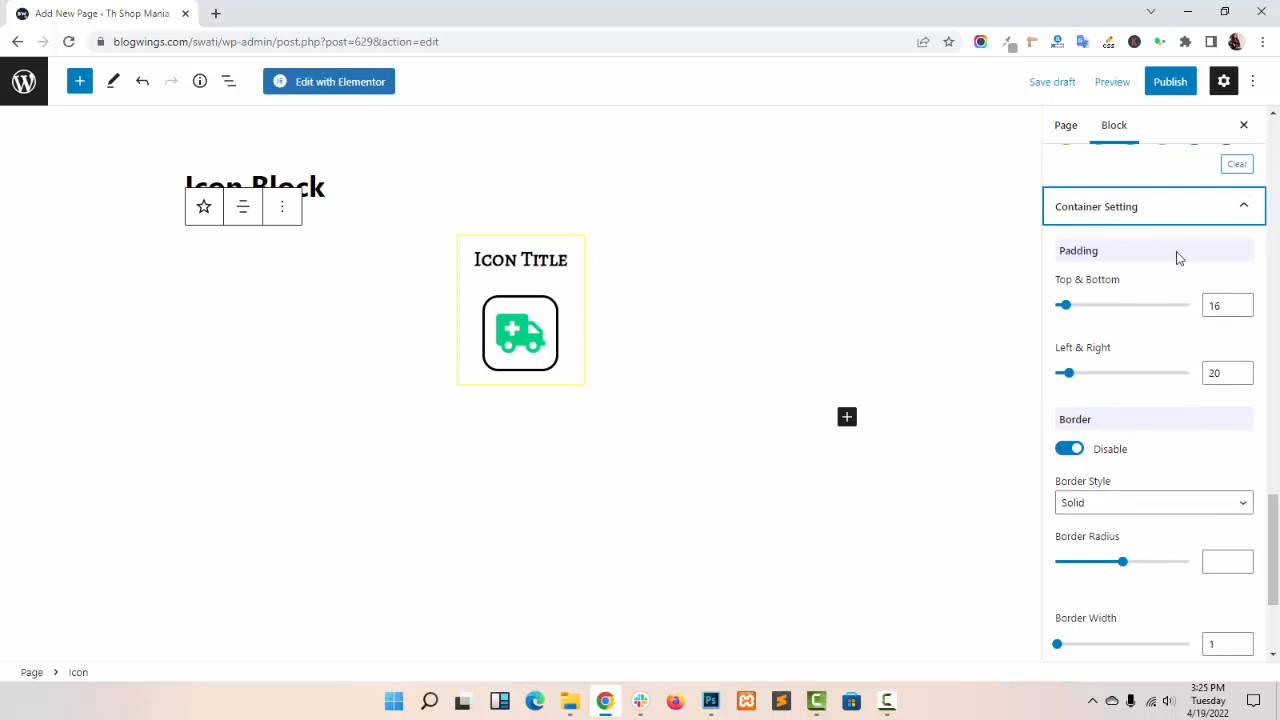 Add New Page ‹ Th Shop Mania
blogwings.com/swati/wp-admin/post.php?post=629&action=edit
Edit with Elementor
Save draft
Preview
Publish
Page
Block
Clear
Icon Block
Container Setting
Padding
Icon Title
Top & Bottom
16
Left & Right
20
Border
Disable
Border Style
Solid
Border Radius
Border Width
1
Page
Icon
3:25 PM
Tuesday
4/19/2022